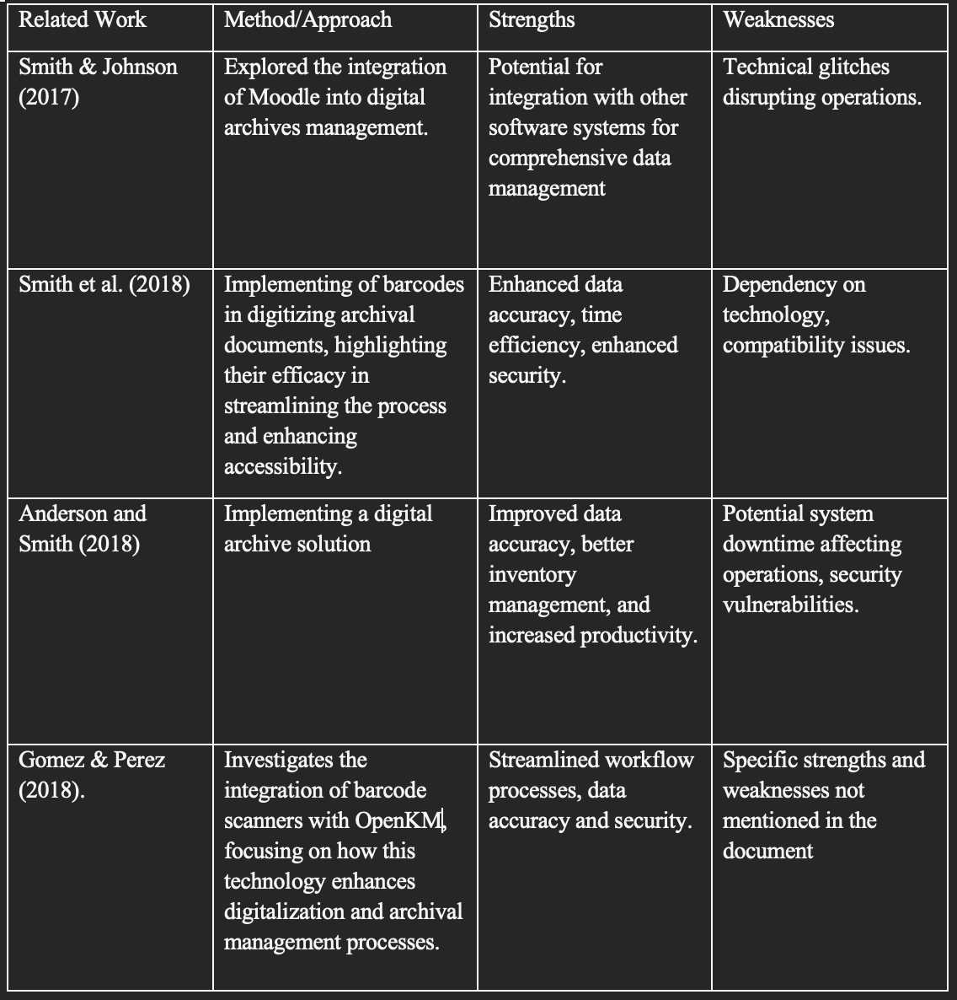 Related Work
Method/Approach
Strengths
Weaknesses
Smith & Johnson
(2017)
Explored the integration
of Moodle into digital
archives management.
Potential for
integration with other
software systems for
comprehensive data
management
Technical glitches
disrupting operations.
Smith et al. (2018)
Implementing of barcodes
in digitizing archival
documents, highlighting
their efficacy in
streamlining the process
and enhancing
accessibility.
Enhanced data
accuracy, time
efficiency, enhanced
security.
Dependency on
technology,
compatibility issues.
Anderson and
Smith (2018)
Implementing a digital
archive solution
Improved data
accuracy, better
inventory
management, and
increased productivity.
Potential system
downtime affecting
operations, security
vulnerabilities.
Gomez & Perez
(2018).
Investigates the
integration of barcode
scanners with OpenKM,
focusing on how this
technology enhances
digitalization and archival
management processes.
Streamlined workflow
processes, data
accuracy and security.
Specific strengths and
weaknesses not
mentioned in the
document